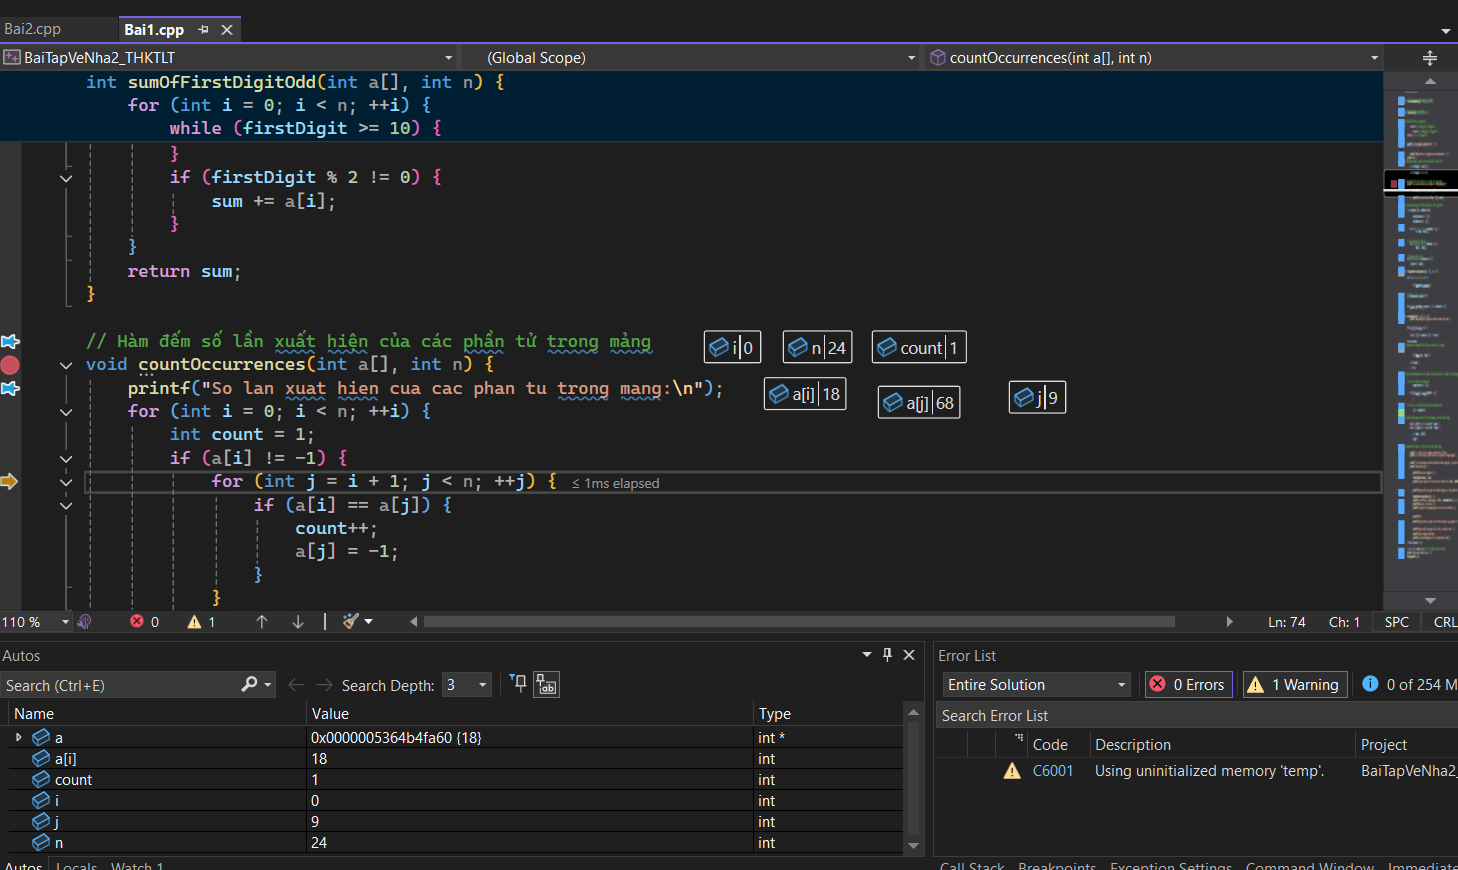 Bai2.cpp
Bai1.cpp
BaiTapVeNha2_THKTLT
(Global Scope)
countOccurrences(int a[], int n)
int sumOfFirstDigitOdd(int a[], int n) {
for (int i = 0; i < n; ++i) {
while (firstDigit >= 10) {
}
if (firstDigit % 2 != 0) {
sum += a[i];
}
}
return sum;
}
// Hàm đếm số lần xuất hiện của các phần tử trong mảng
i|0
n|24
count|1
void countOccurrences(int a[], int n) {
printf("So lan xuat hien cua cac phan tu trong mang:\n");
a[i]|18
a[j]|68
j|9
for (int i = 0; i < n; ++i) {
int count = 1;
if (a[i] != -1) {
for (int j = i + 1; j < n; ++j) { ≤ 1ms elapsed
if (a[i] == a[j]) {
count++;
a[j] = -1;
}
}
110 %
0
1
Ln: 74
Ch: 1
SPC
CRL
Autos
Search (Ctrl+E)
Search Depth:
3
Name
Value
Type
a
0x0000005364b4fa60 {18}
int *
a[i]
18
int
count
1
int
i
0
int
j
9
int
n
24
int
Autos
Locals
Watch 1
Error List
Entire Solution
0 Errors
1 Warning
0 of 254 M
Search Error List
Code
Description
Project
C6001
Using uninitialized memory 'temp'.
BaiTapVeNha2_
Call Stack
Breakpoints
Exception Settings
Command Window
Immediate